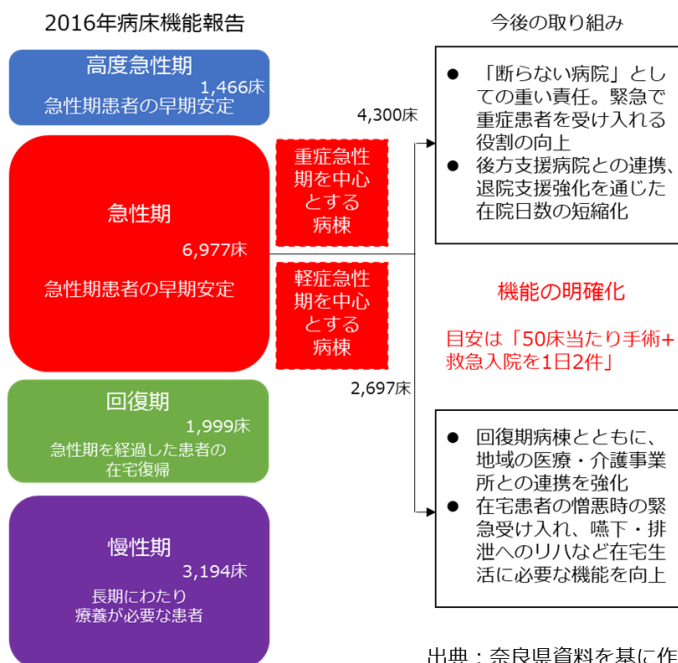 2016年病床機能報告
高度急性期
1,466床
急性期患者の早期安定
急性期
6,977床
急性期患者の早期安定
回復期
1,999床
急性期を経過した患者の
在宅復帰
慢性期
3,194床
長期にわたり
療養が必要な患者
重症急性
期を中心
とする
病棟
軽症急性
期を中心
とする
病棟
4,300床
2,697床
今後の取り組み
● 「断らない病院」とし
ての重い責任。緊急で
重症患者を受け入れる
役割の向上
● 後方支援病院との連携、
退院支援強化を通じた
在院日数の短縮化
機能の明確化
目安は「50床当たり手術+
救急入院を1日2件」
● 回復期病棟とともに、
地域の医療・介護事業
所との連携を強化
● 在宅患者の憎悪時の緊
急受け入れ、嚥下・排
泄へのリハなど在宅生
活に必要な機能を向上
出典：奈良県資料を基に作